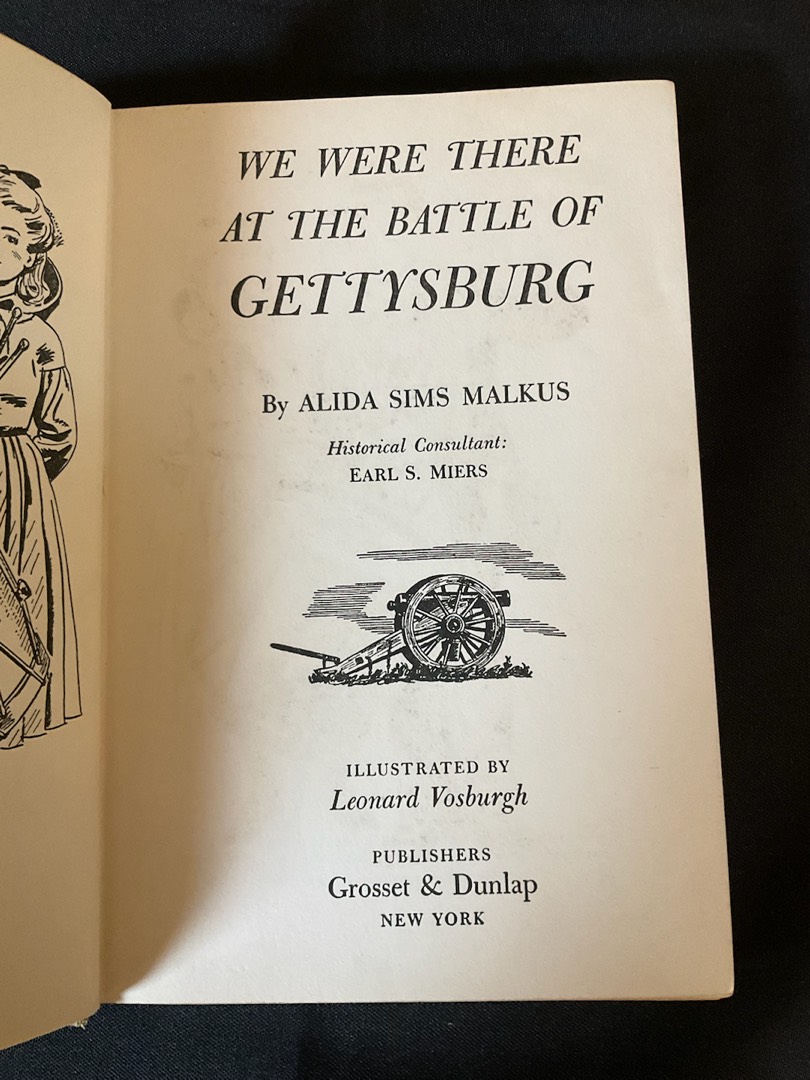 WE WERE THERE
AT THE BATTLE OF
GETTYSBURG
By ALIDA SIMS MALKUS
Historical Consultant:
EARL S. MIERS
ILLUSTRATED BY
Leonard Vosburgh
PUBLISHERS
Grosset & Dunlap
NEW YORK